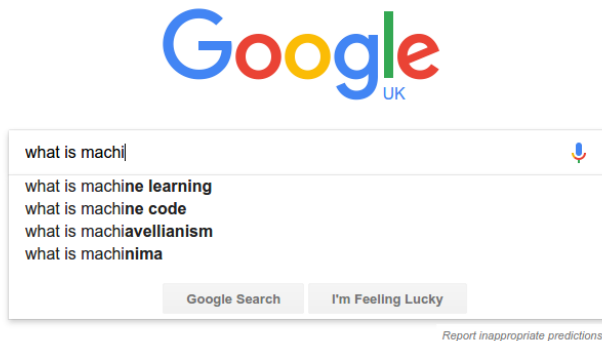 Google
UK
what is machi
what is machine learning
what is machine code
what is machiavellianism
what is machinima
Google Search I'm Feeling Lucky
Report inappropriate predictions